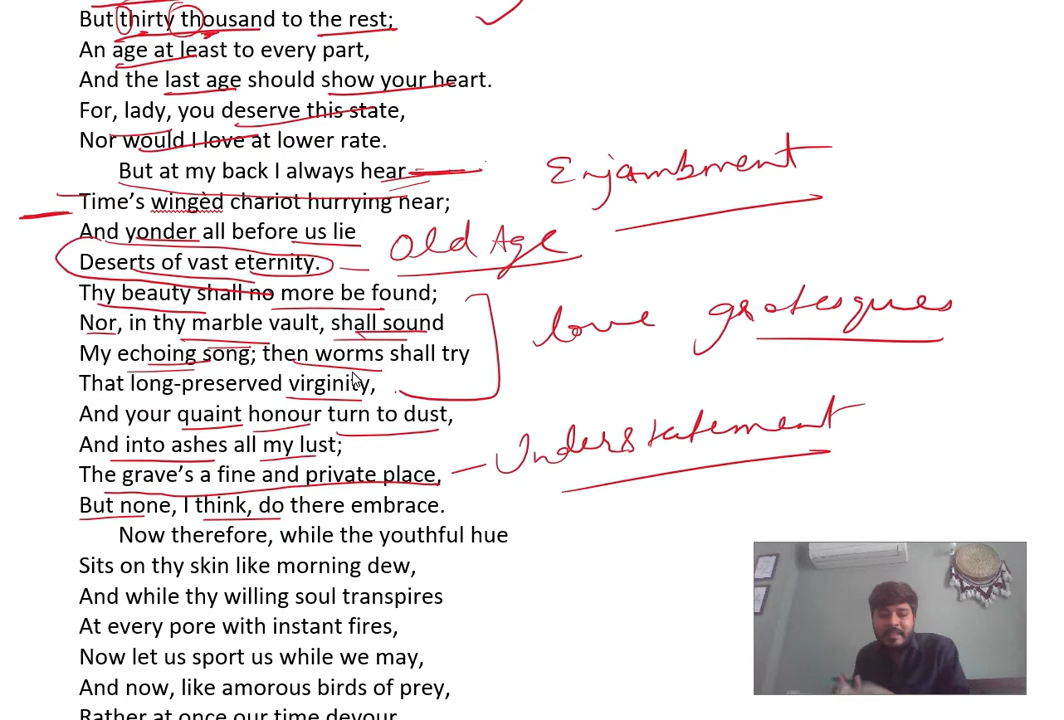 But thirty thousand to the rest;
An age at least to every part,
And the last age should show your heart.
For, lady, you deserve this state,
Nor would I love at lower rate.
But at my back I always hear
Time’s wingèd chariot hurrying near;
And yonder all before us lie
Deserts of vast eternity.
Thy beauty shall no more be found;
Nor, in thy marble vault, shall sound
My echoing song; then worms shall try
That long-preserved virginity,
And your quaint honour turn to dust,
And into ashes all my lust;
The grave’s a fine and private place,
But none, I think, do there embrace.
Now therefore, while the youthful hue
Sits on thy skin like morning dew,
And while thy willing soul transpires
At every pore with instant fires,
Now let us sport us while we may,
And now, like amorous birds of prey,
Rather at once our time devour
Enjambment
Old Age
love grotesques
Understatement